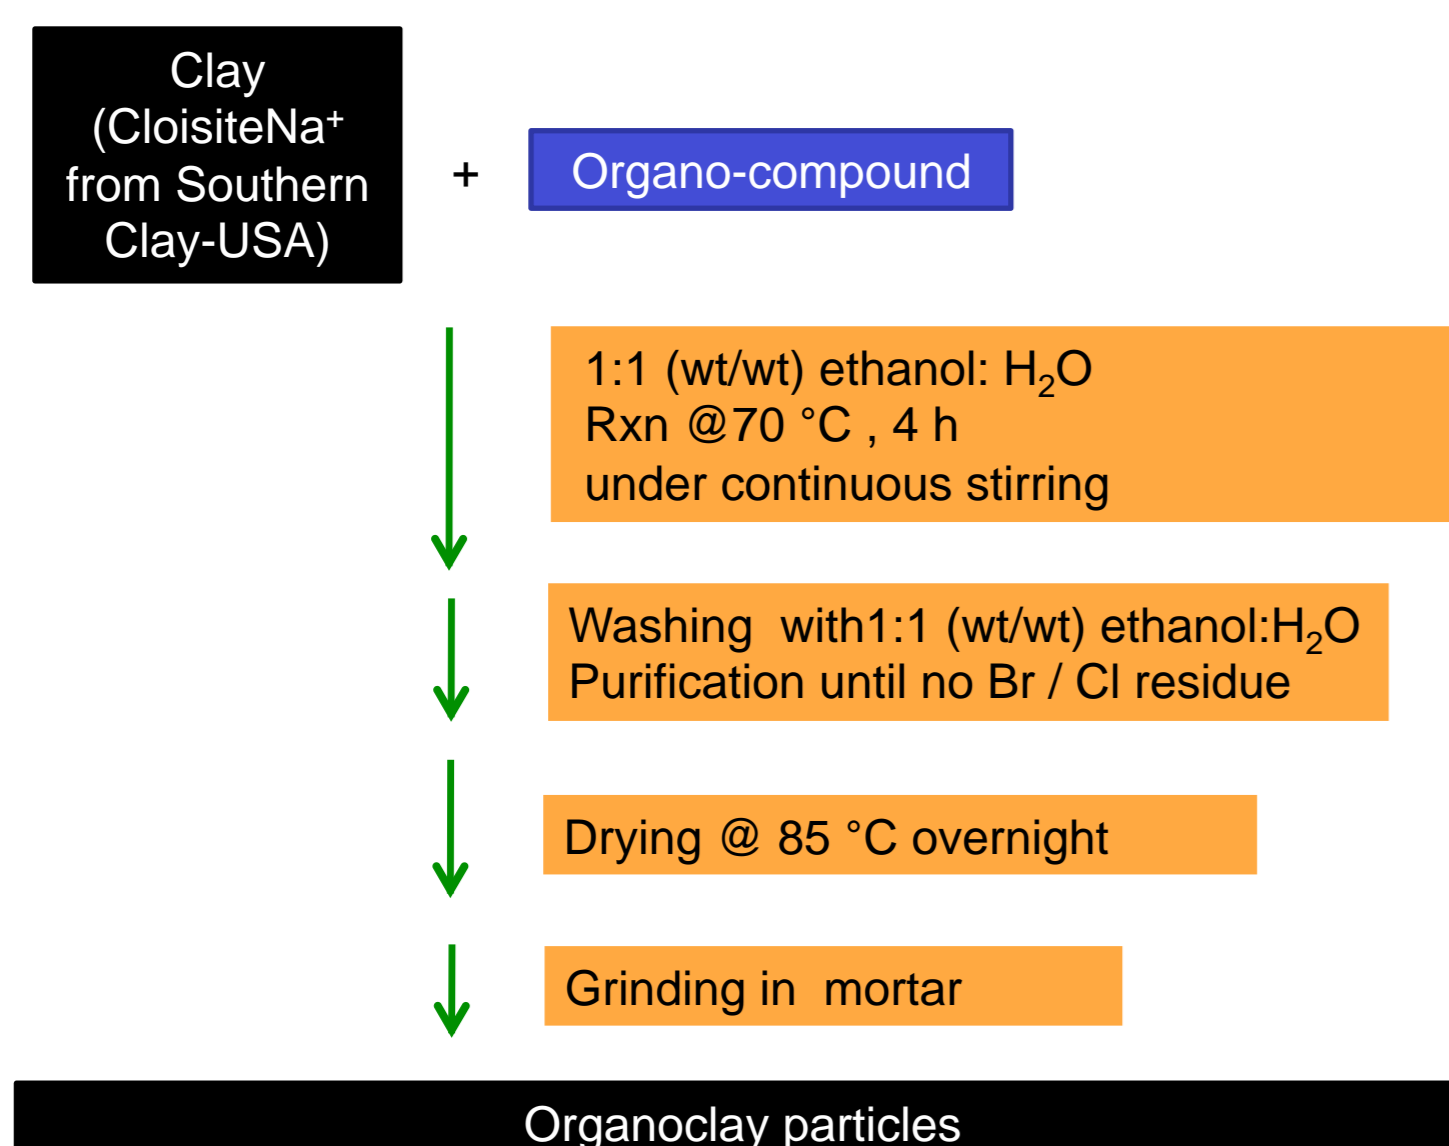 Clay
(CloisiteNa⁺
from Southern
Clay-USA)
+
Organo-compound
1:1 (wt/wt) ethanol: H₂O
Rxn @70 °C , 4 h
under continuous stirring
Washing  with1:1 (wt/wt) ethanol:H₂O
Purification until no Br / Cl residue
Drying @ 85 °C overnight
Grinding in  mortar
Organoclay particles